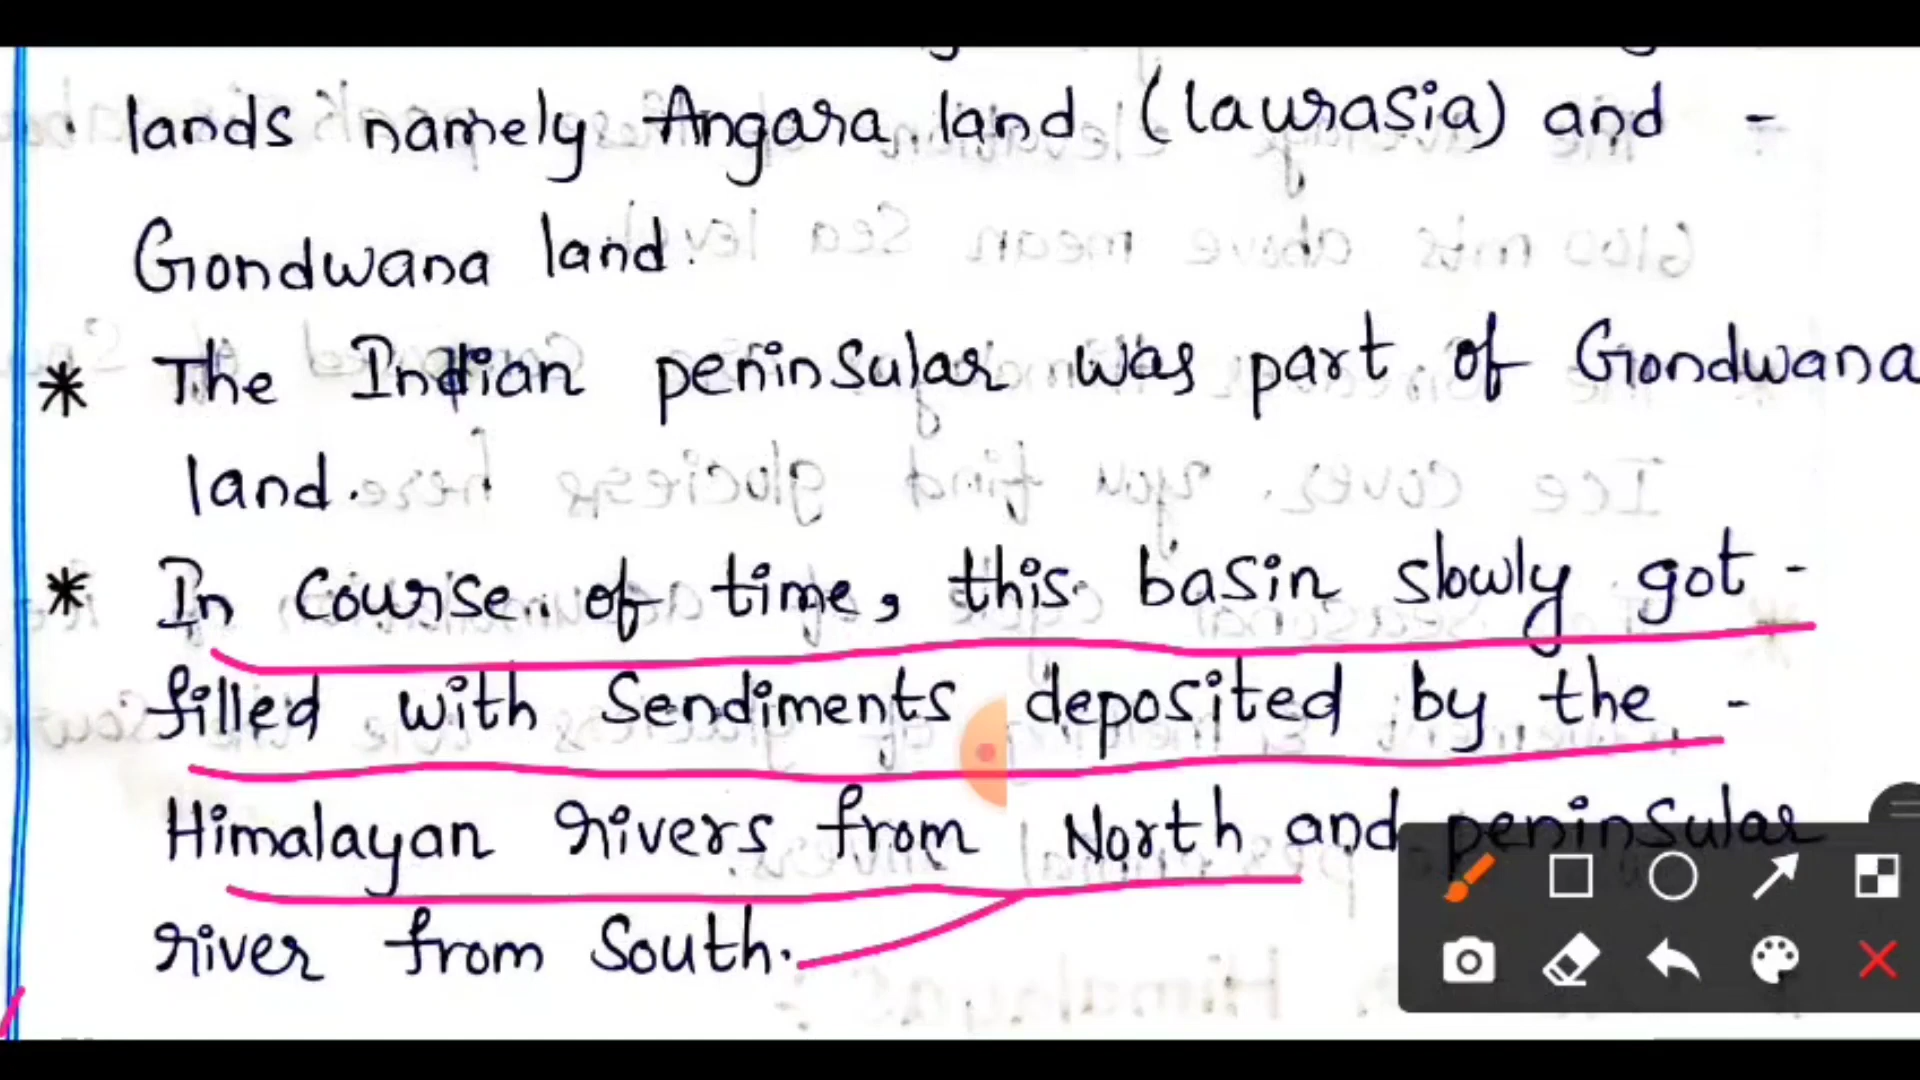 lands namely Angara land (laurasia) and -
Gondwana land.
* The Indian peninsular was part of Gondwana
land.
* In Course of time, this basin slowly got -
filled with Sendiments deposited by the -
Himalayan rivers from North and peninsular
river from South.